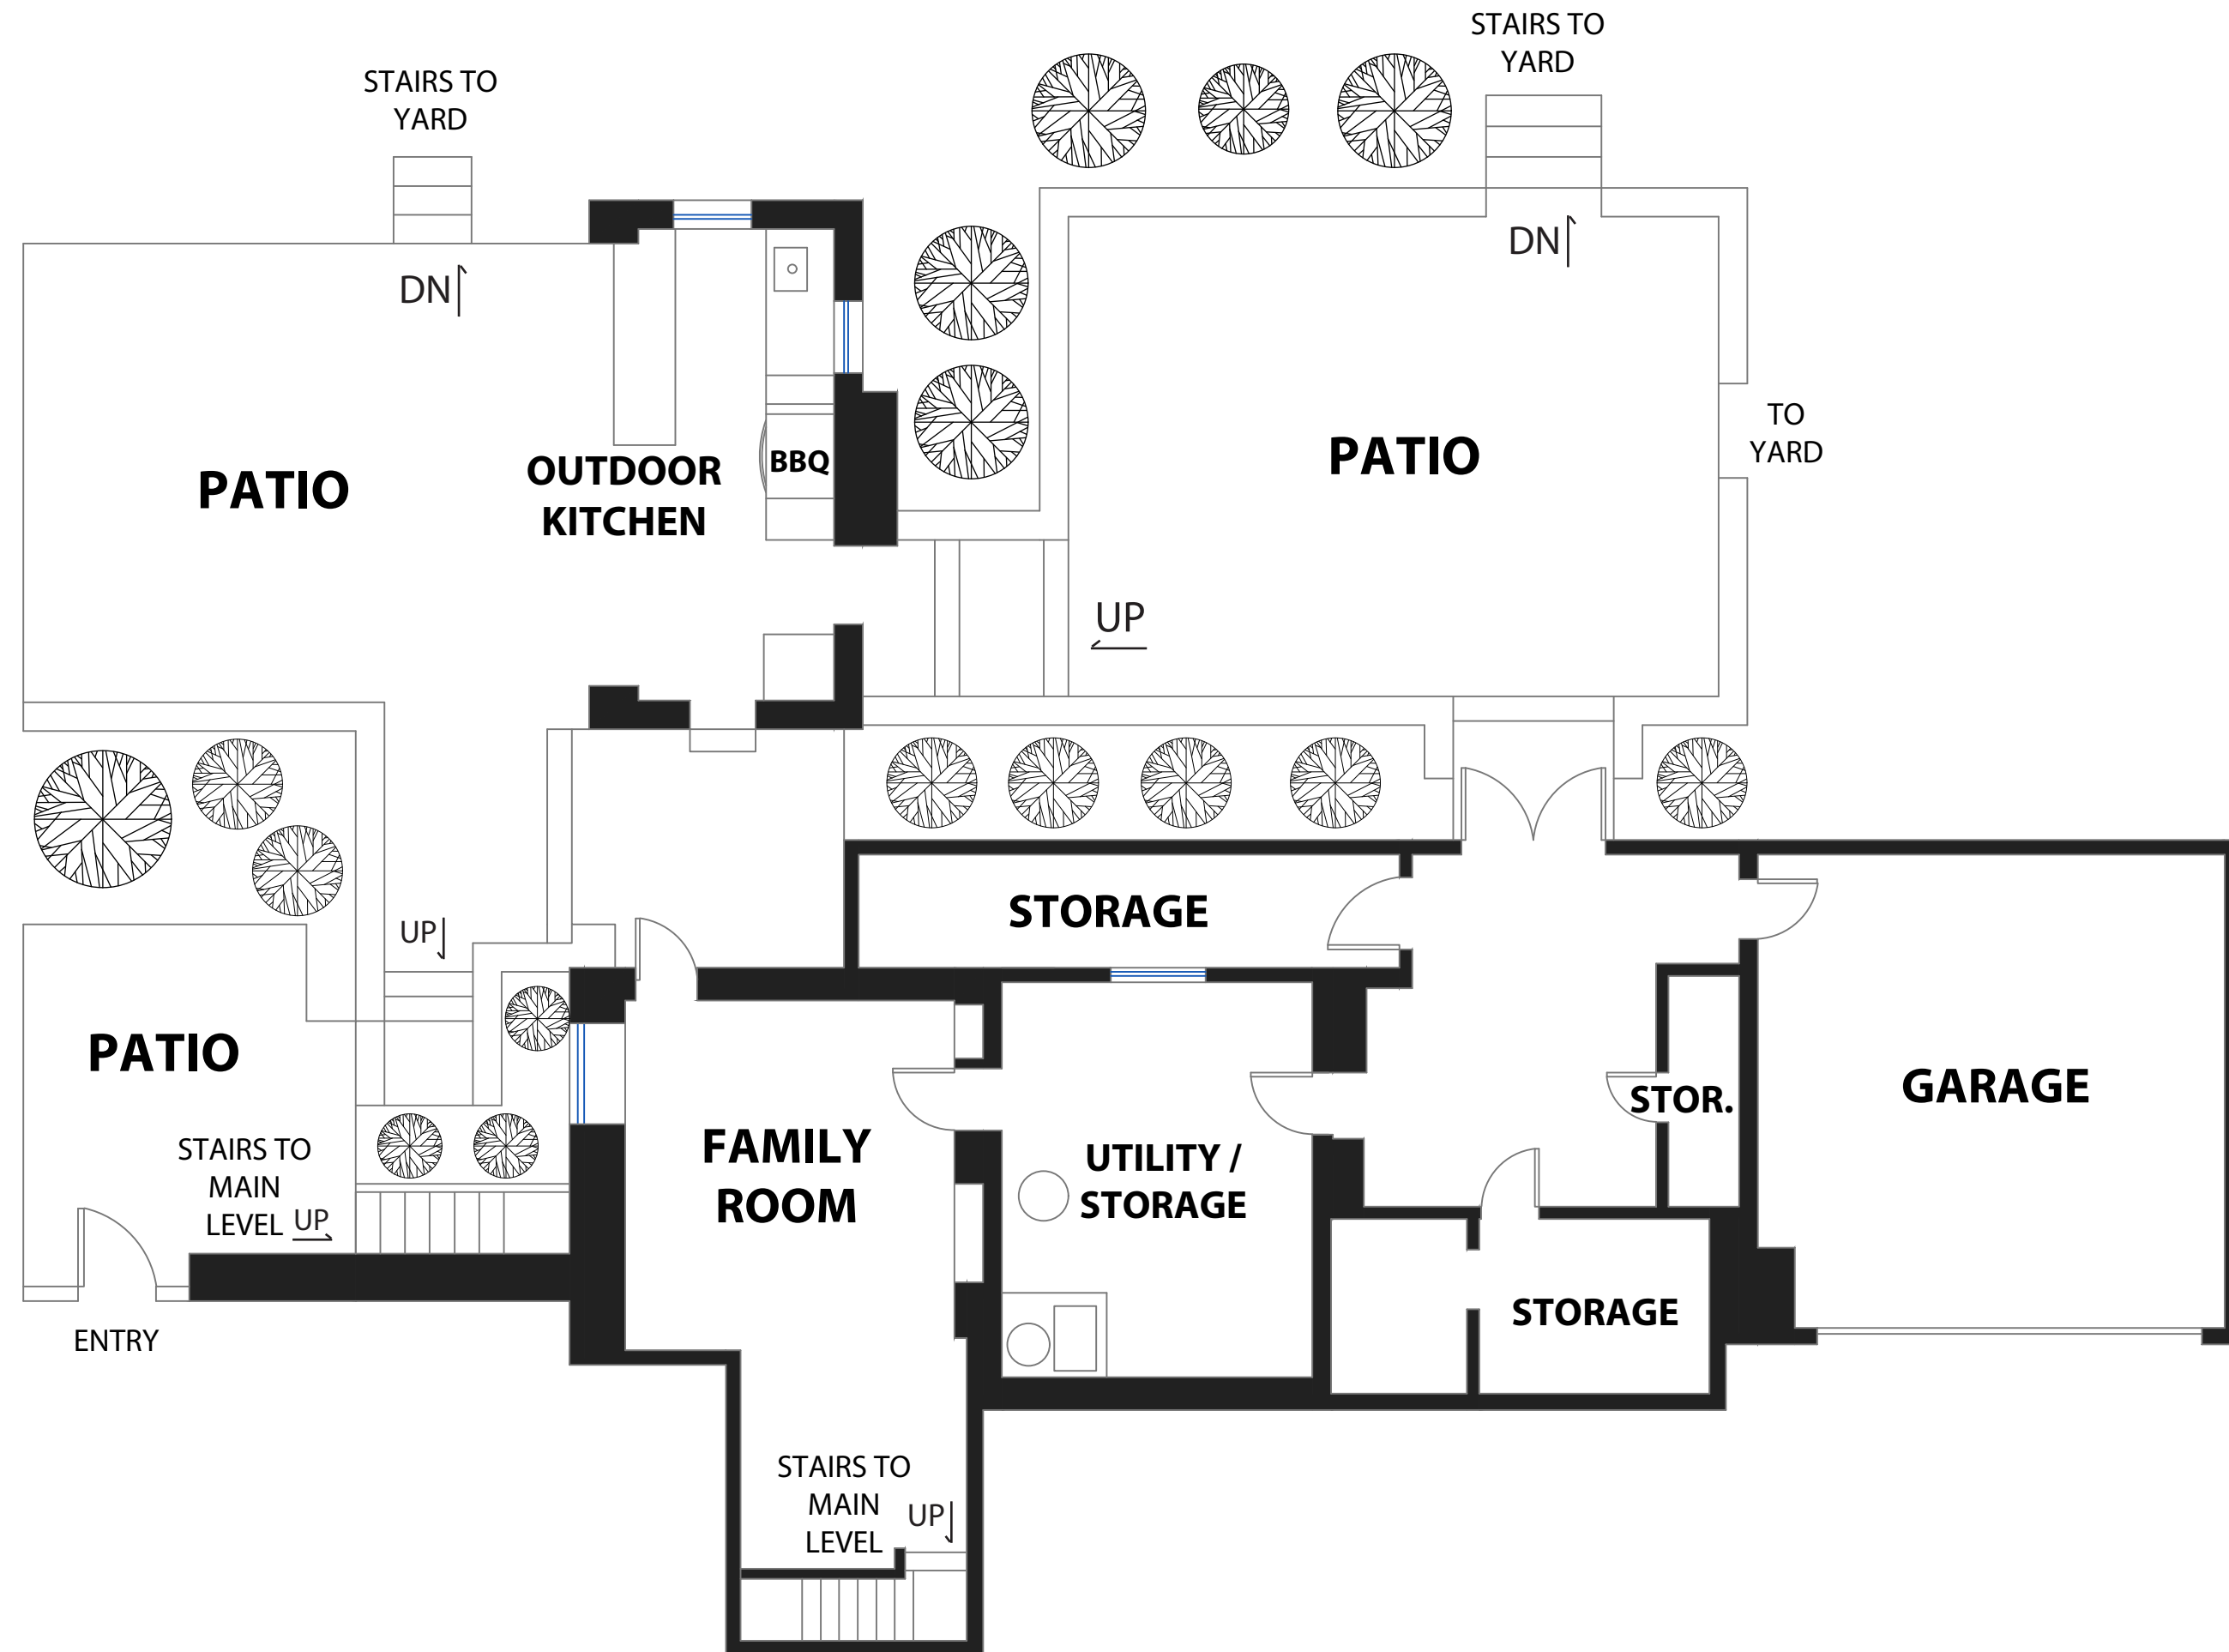 STAIRS TO
YARD
STAIRS TO
YARD
DN
DN
PATIO
OUTDOOR
KITCHEN
BBQ
PATIO
TO
YARD
UP
UP
STORAGE
PATIO
STAIRS TO
MAIN
LEVEL UP
ENTRY
FAMILY
ROOM
UTILITY /
STORAGE
STOR.
GARAGE
STORAGE
STAIRS TO
MAIN
LEVEL
UP